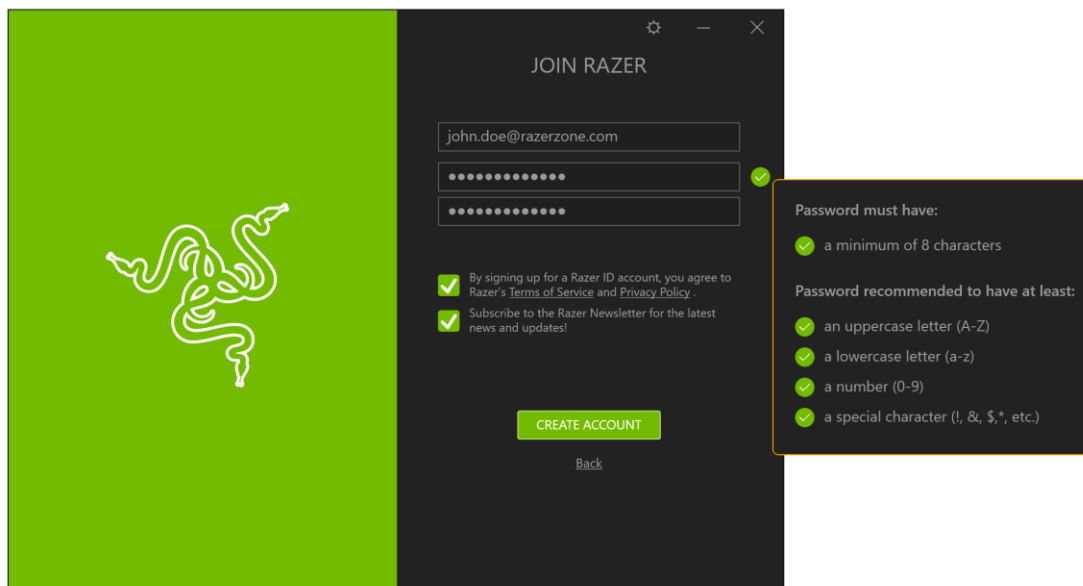 JOIN RAZER
john.doe@razerzone.com
●●●●●●●●●●●●●
●●●●●●●●●●●●●
By signing up for a Razer ID account, you agree to
Razer's Terms of Service and Privacy Policy .
Subscribe to the Razer Newsletter for the latest
news and updates!
CREATE ACCOUNT
Back
Password must have:
a minimum of 8 characters
Password recommended to have at least:
an uppercase letter (A-Z)
a lowercase letter (a-z)
a number (0-9)
a special character (!, &, $,*, etc.)